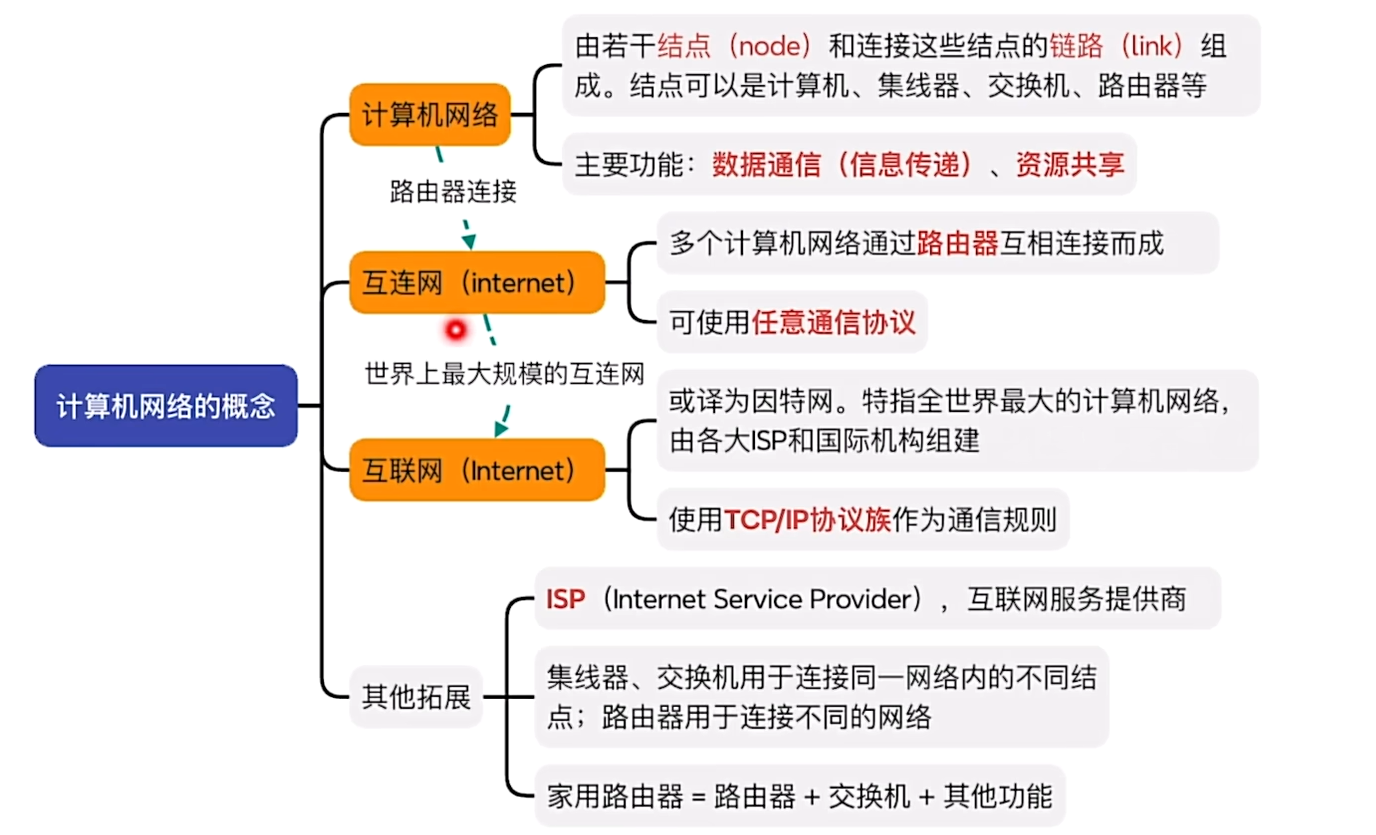 计算机网络的概念
计算机网络
由若干结点（node）和连接这些结点的链路（link）组
成。结点可以是计算机、集线器、交换机、路由器等
主要功能：数据通信（信息传递）、资源共享
路由器连接
互连网（internet）
多个计算机网络通过路由器互相连接而成
可使用任意通信协议
世界上最大规模的互连网
互联网（Internet）
或译为因特网。特指全世界最大的计算机网络，
由各大ISP和国际机构组建
使用TCP/IP协议族作为通信规则
其他拓展
ISP（Internet Service Provider），互联网服务提供商
集线器、交换机用于连接同一网络内的不同结
点；路由器用于连接不同的网络
家用路由器 = 路由器 + 交换机 + 其他功能